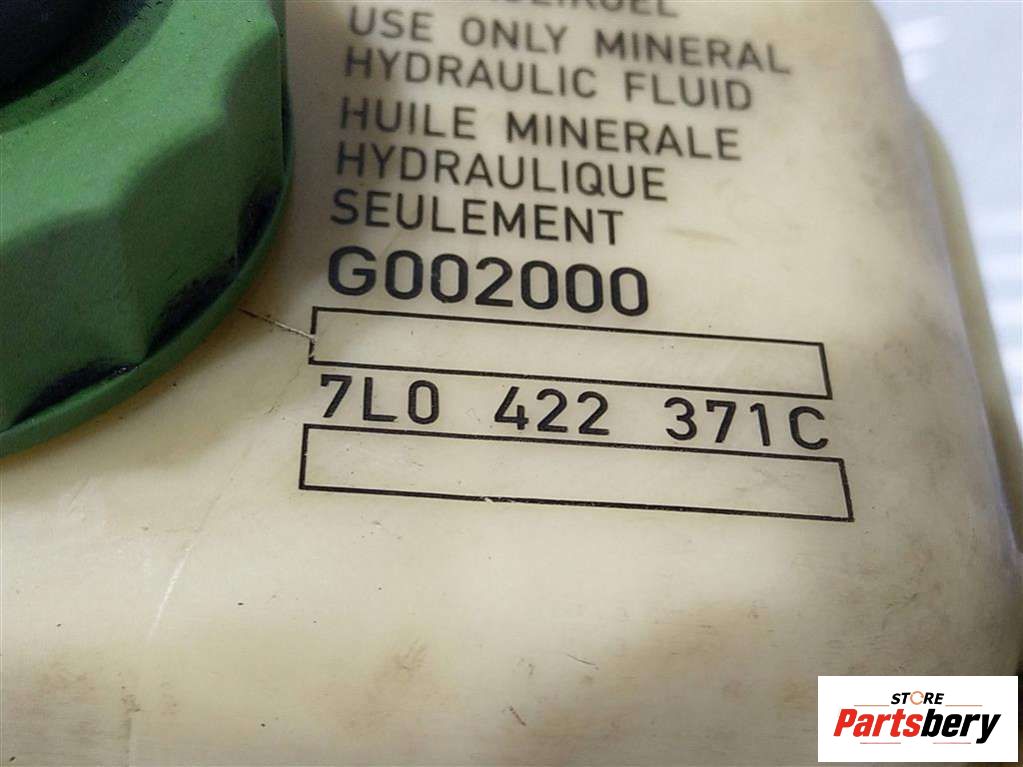 USE ONLY MINERAL
HYDRAULIC FLUID
HUILE MINERALE
HYDRAULIQUE
SEULEMENT
G002000
7L0 422 371C
STORE
Partsbery